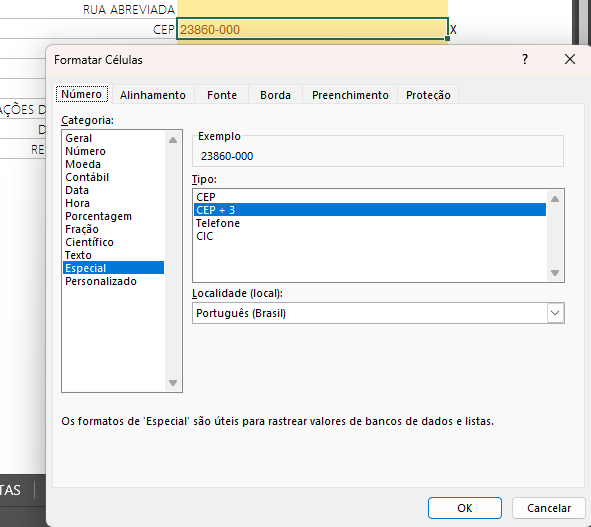 RUA ABREVIADA
CEP 23860-000 X
AÇÕES D
D
RE
Formatar Células ?
Número Alinhamento Fonte Borda Preenchimento Proteção
Categoria:
Geral
Número
Moeda
Contábil
Data
Hora
Porcentagem
Fração
Científico
Texto
Especial
Personalizado
Exemplo
23860-000
Tipo:
CEP
CEP + 3
Telefone
CIC
Localidade (local):
Português (Brasil)
Os formatos de 'Especial' são úteis para rastrear valores de bancos de dados e listas.
TAS
OK Cancelar